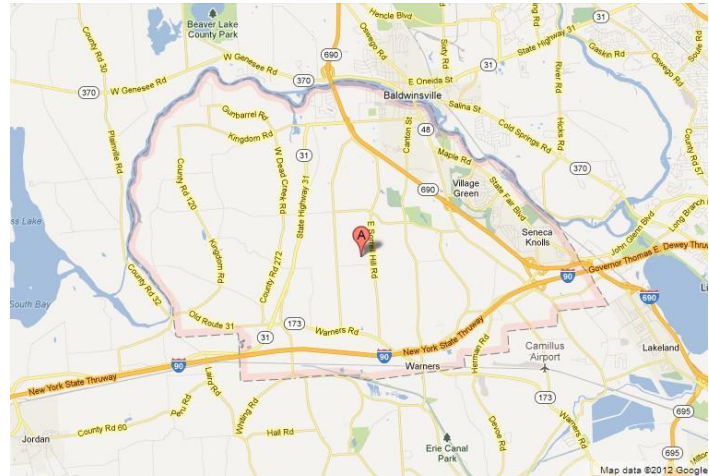 Beaver Lake
County Park
Hencle Blvd
31
State Highway 31
690
County Rd 30
W Genesee Rd
W Genesee Rd
370
370
Oswego Rd
Sixty Rd
31
Gaskin Rd
Oswego Rd
E Oneida St
Baldwinsville
River Rd
Plainville Rd
Gunbarrel Rd
Kingdom Rd
31
Canton St
48
Salina St
Cold Springs Rd
Hicks Rd
370
County Rd 57
Maple Rd
Village
Green
State Fair Blvd
690
County Rd 120
W Dead Creek Rd
State Highway 31
Seneca
Knolls
John Glenn Blvd
Long Branch
A
E Sorrell Hill Rd
Kingdom Rd
County Rd 272
Governor Thomas E. Dewey Thruway
90
690
South Bay
County Rd 32
Old Route 31
31
173
Warners Rd
90
New York State Thruway
Herman Rd
Camillus
Airport
Lakeland
90
New York State Thruway
Warners
173
Warners Rd
695
Laird Rd
Peru Rd
Whiting Rd
Devoe Rd
County Rd 60
Hall Rd
Jordan
Erie Canal
Park
695
Map data ©2012 Google